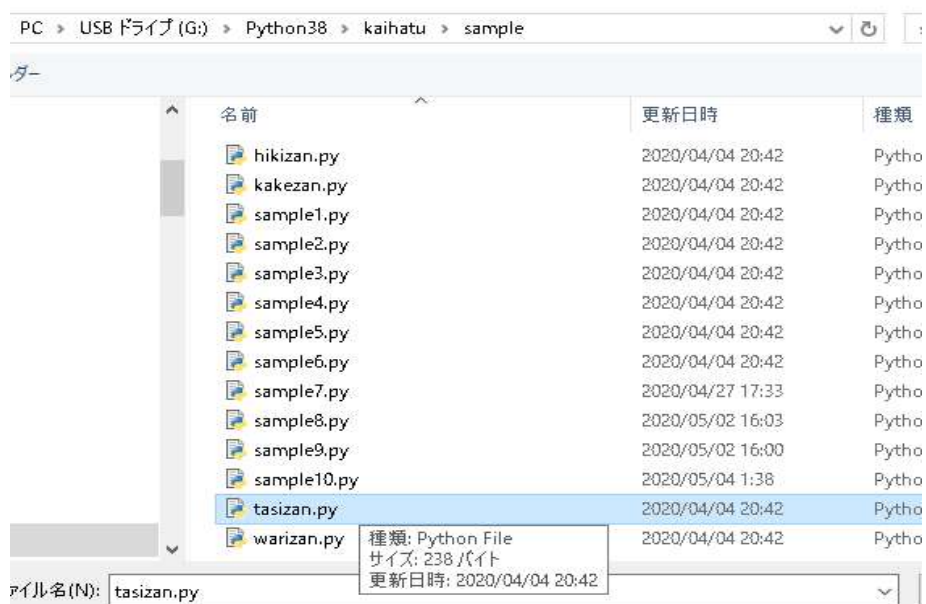 PC > USB ドライブ (G:) > Python38 > kaihatu > sample
ダー
名前 更新日時 種類
hikizan.py 2020/04/04 20:42 Pytho
kakezan.py 2020/04/04 20:42 Pytho
sample1.py 2020/04/04 20:42 Pytho
sample2.py 2020/04/04 20:42 Pytho
sample3.py 2020/04/04 20:42 Pytho
sample4.py 2020/04/04 20:42 Pytho
sample5.py 2020/04/04 20:42 Pytho
sample6.py 2020/04/04 20:42 Pytho
sample7.py 2020/04/27 17:33 Pytho
sample8.py 2020/05/02 16:03 Pytho
sample9.py 2020/05/02 16:00 Pytho
sample10.py 2020/05/04 1:38 Pytho
tasizan.py 2020/04/04 20:42 Pytho
warizan.py 2020/04/04 20:42 Pytho
種類: Python File
サイズ: 238 バイト
更新日時: 2020/04/04 20:42
ァイル名(N): tasizan.py